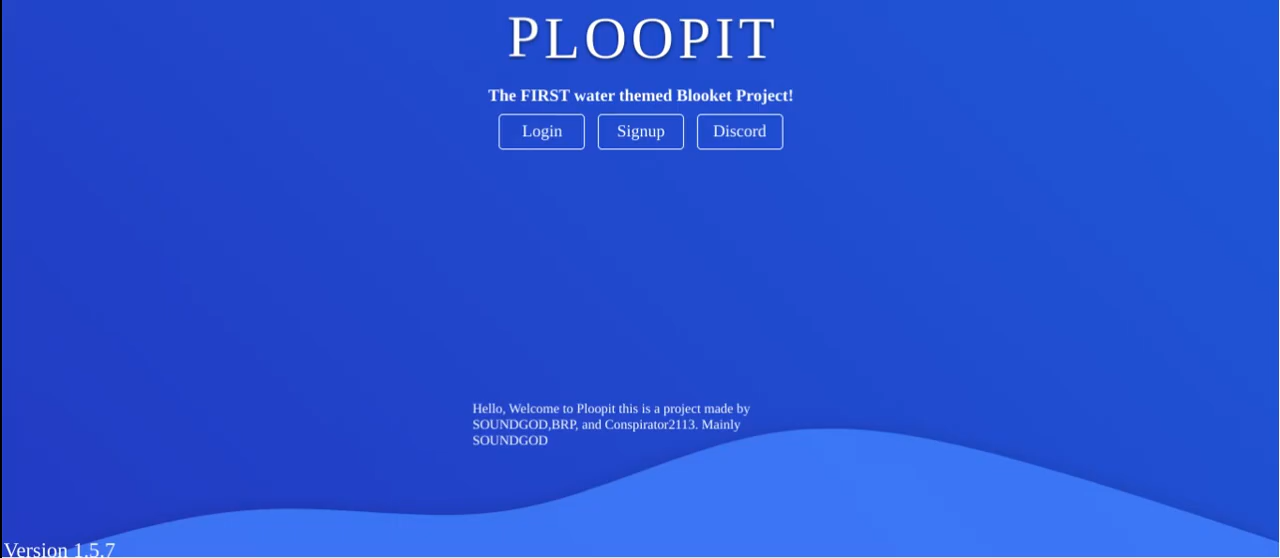 PLOOPIT
The FIRST water themed Blooket Project!
Login Signup Discord
Hello, Welcome to Ploopit this is a project made by
SOUNDGOD,BRP, and Conspirator2113. Mainly
SOUNDGOD
Version 1.5.7